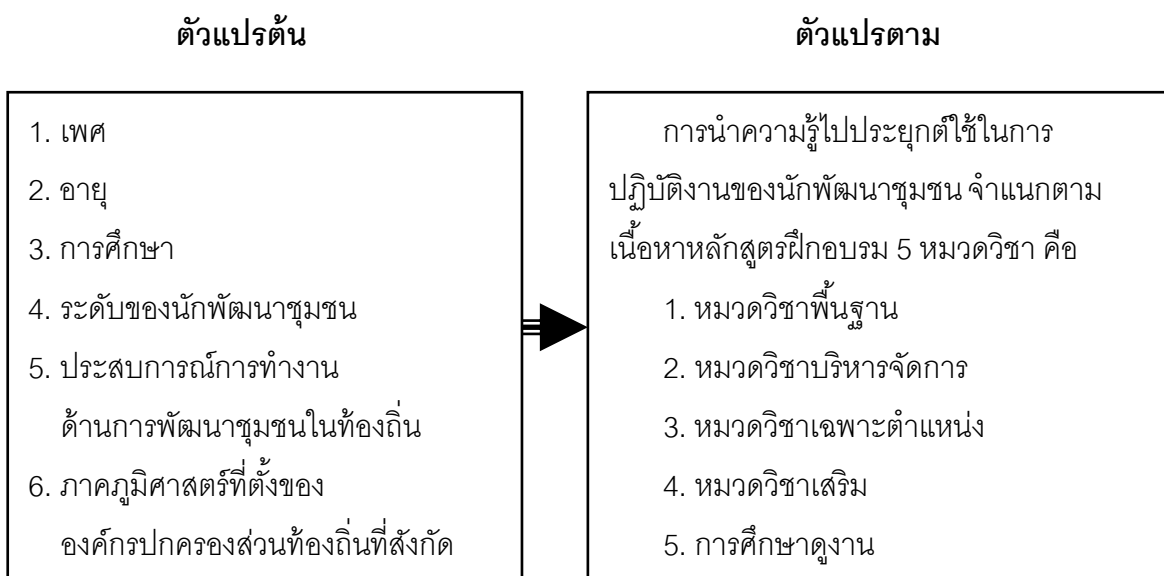 ตัวแปรต้น
ตัวแปรตาม
1. เพศ
2. อายุ
3. การศึกษา
4. ระดับของนักพัฒนาชุมชน
5. ประสบการณ์การทำงาน
ด้านการพัฒนาชุมชนในท้องถิ่น
6. ภาคภูมิศาสตร์ที่ตั้งของ
องค์กรปกครองส่วนท้องถิ่นที่สังกัด
การนำความรู้ไปประยุกต์ใช้ในการ
ปฏิบัติงานของนักพัฒนาชุมชน จำแนกตาม
เนื้อหาหลักสูตรฝึกอบรม 5 หมวดวิชา คือ
1. หมวดวิชาพื้นฐาน
2. หมวดวิชาบริหารจัดการ
3. หมวดวิชาเฉพาะตำแหน่ง
4. หมวดวิชาเสริม
5. การศึกษาดูงาน